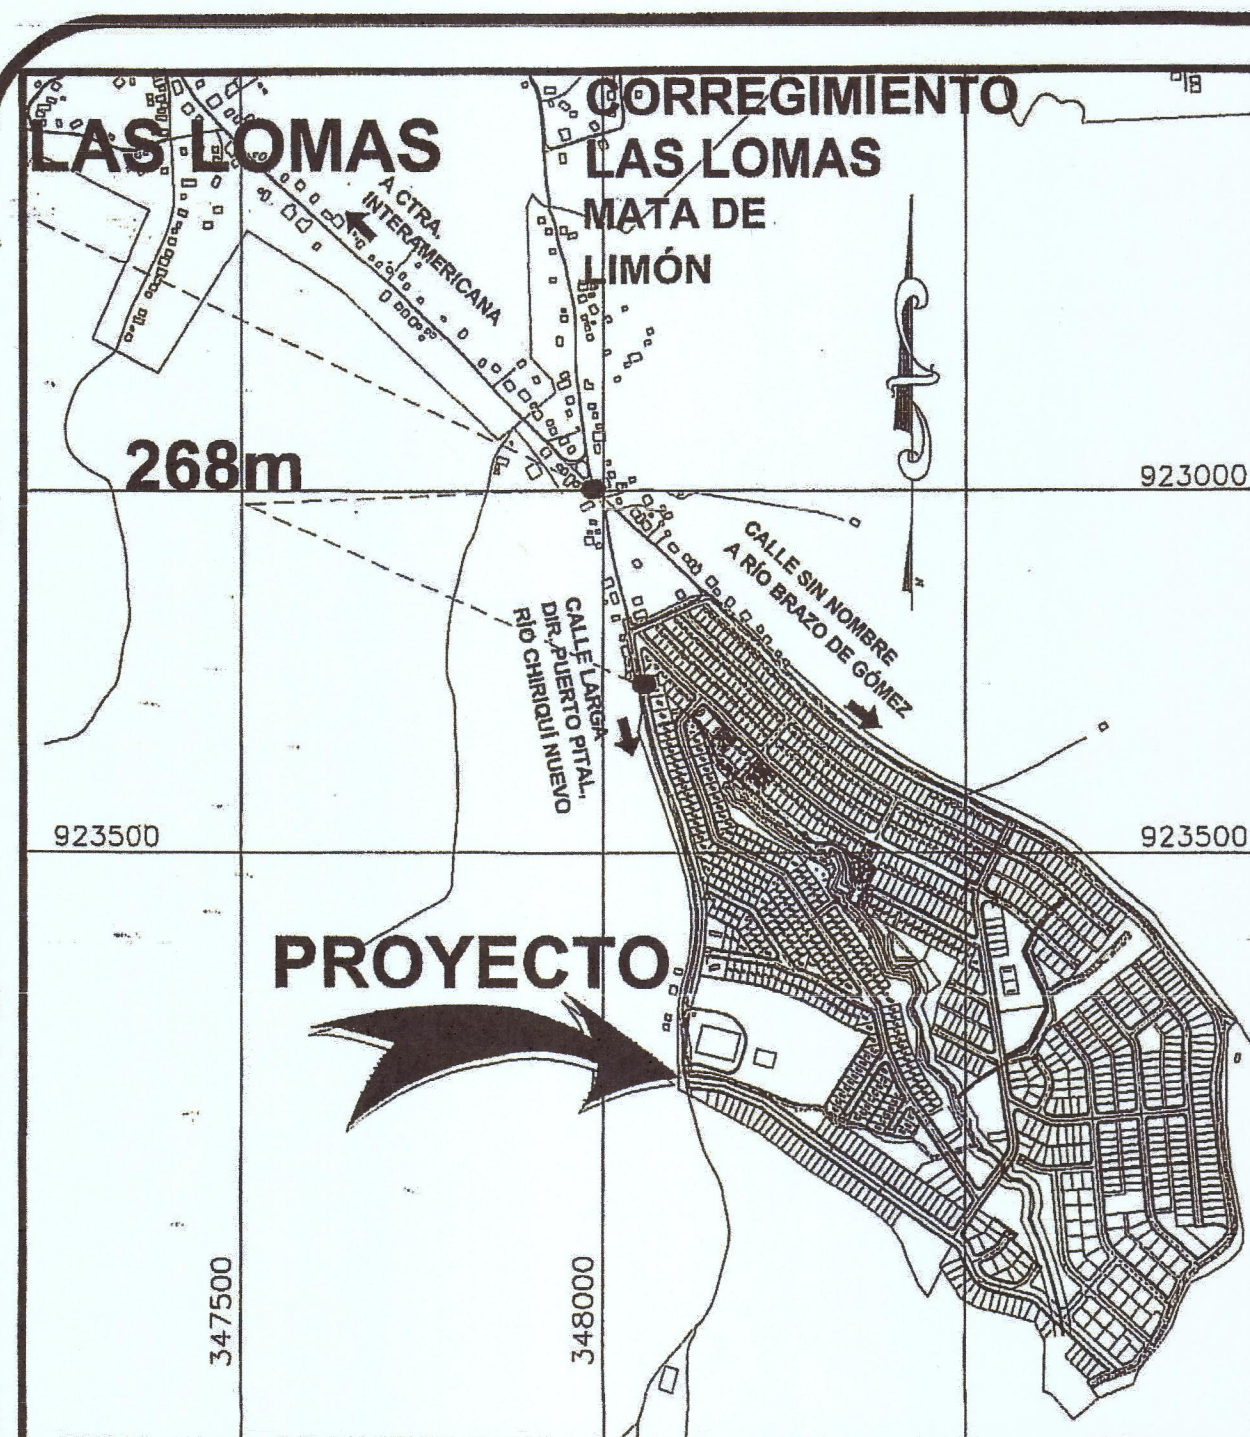 LAS LOMAS
CORREGIMIENTO
LAS LOMAS
MATA DE
LIMÓN
A CTRA.
INTERAMERICANA
268m
923000
CALLE SIN NOMBRE
A RÍO BRAZO DE GÓMEZ
CALLE LARGA
DIR. PUERTO PITAL,
RÍO CHIRIQUÍ NUEVO
923500
923500
PROYECTO
347500
348000
N